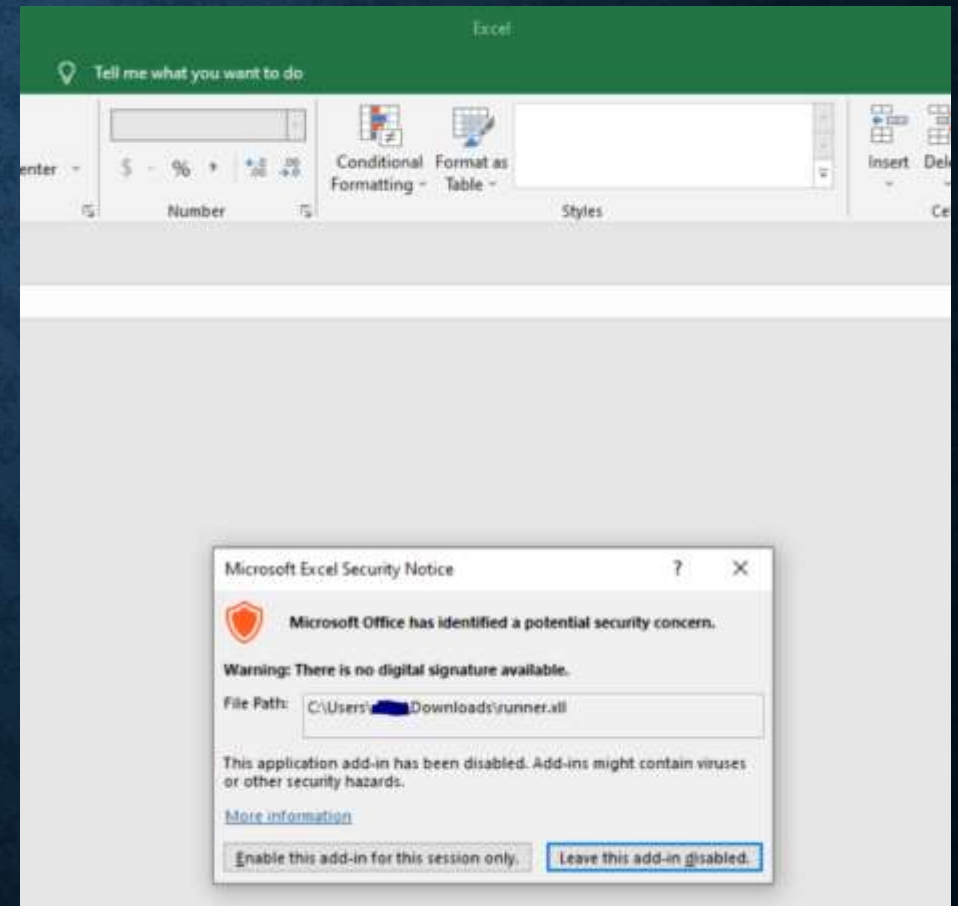 Excel
Tell me what you want to do
enter
$ - % ,
Conditional Formatting
Format as Table
Insert
Del
Number
Styles
Ce
Microsoft Excel Security Notice ? ×
Microsoft Office has identified a potential security concern.
Warning: There is no digital signature available.
File Path: C:\Users\ Downloads\runner.xll
This application add-in has been disabled. Add-ins might contain viruses
or other security hazards.
More information
Enable this add-in for this session only. Leave this add-in disabled.